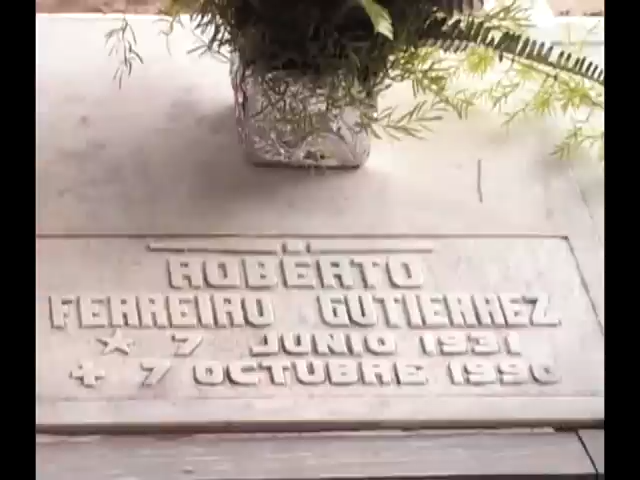 ROBERTO
FERREIRO GUTIERREZ
7 JUNIO 1931
7 OCTUBRE 1990